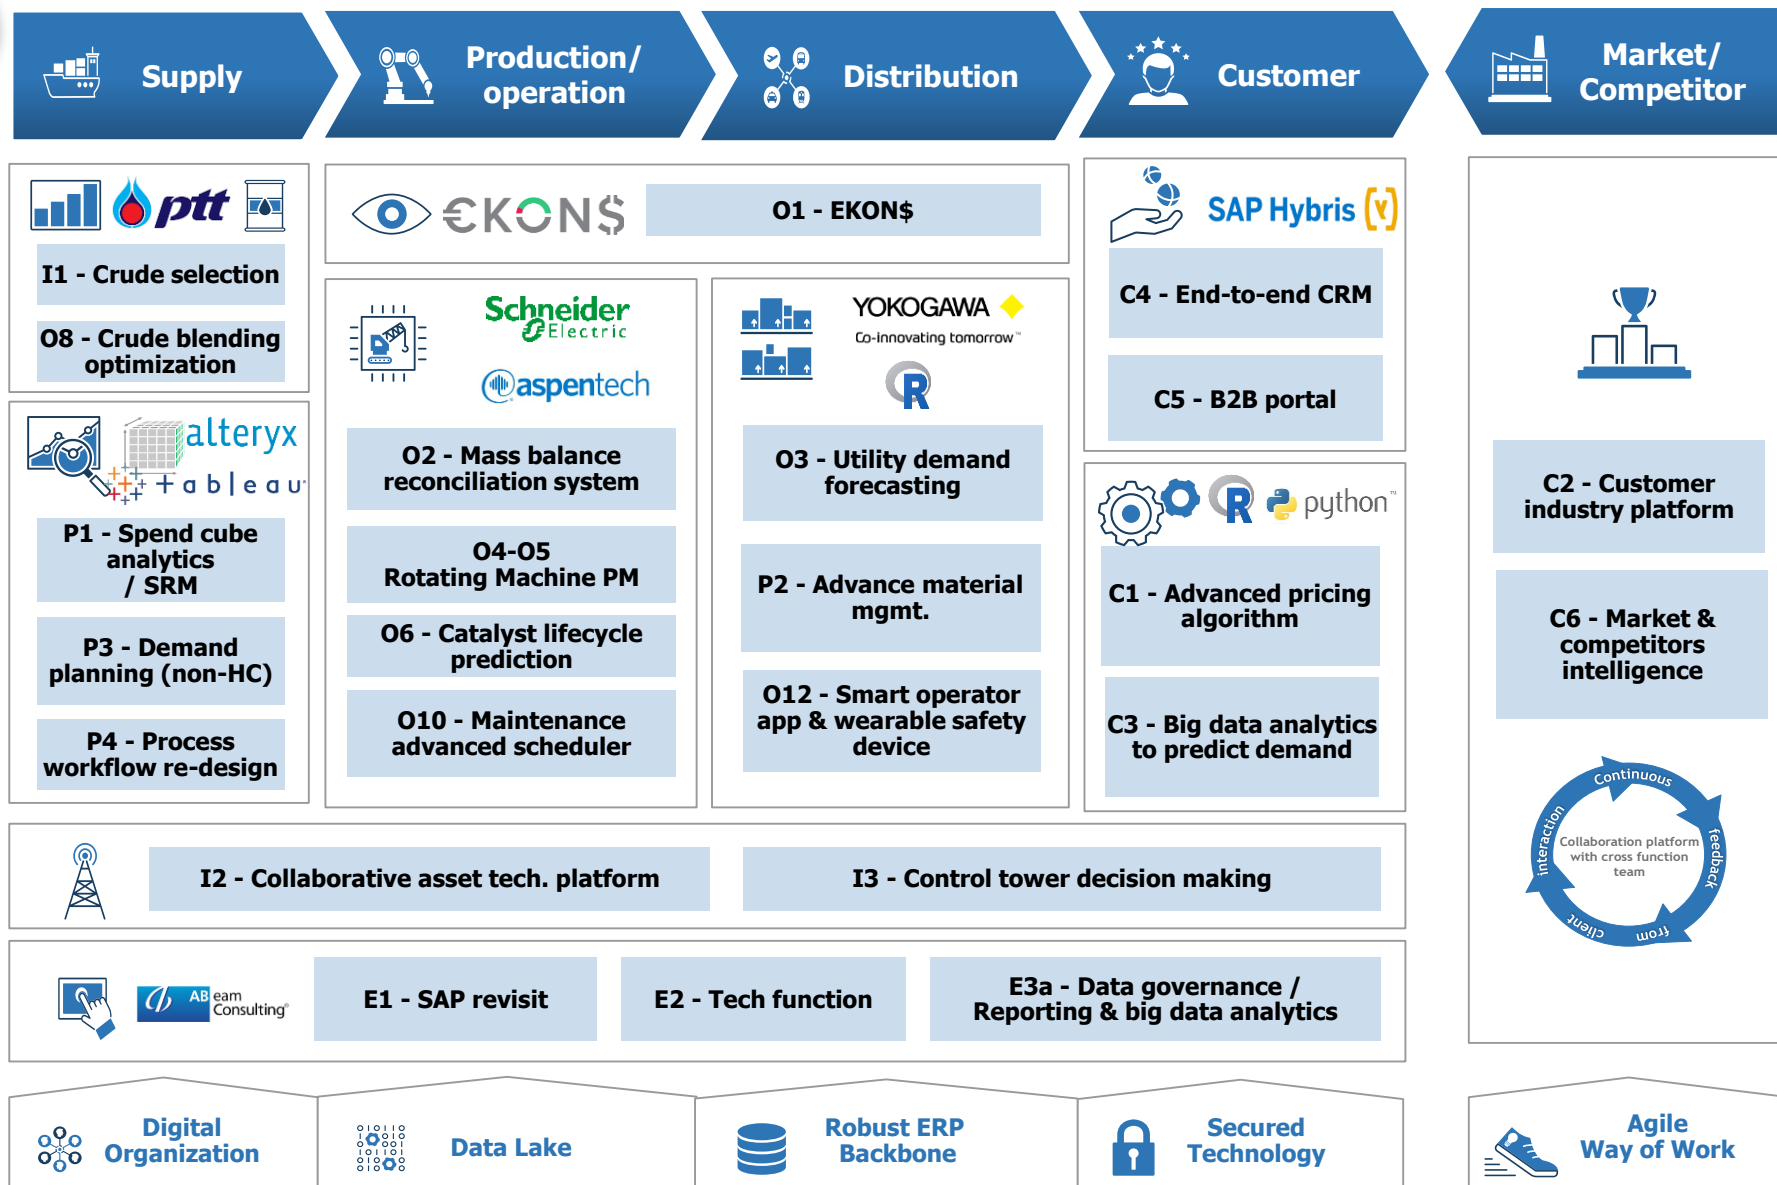 Supply
Production/
operation
Distribution
Customer
Market/
Competitor
ptt
I1 - Crude selection
O8 - Crude blending
optimization
alteryx
+ableau
P1 - Spend cube
analytics
/ SRM
P3 - Demand
planning (non-HC)
P4 - Process
workflow re-design
€KON$
O1 - EKON$
Schneider
Electric
aspentech
O2 - Mass balance
reconciliation system
O4-O5
Rotating Machine PM
O6 - Catalyst lifecycle
prediction
O10 - Maintenance
advanced scheduler
YOKOGAWA
Co-innovating tomorrow™
R
O3 - Utility demand
forecasting
P2 - Advance material
mgmt.
O12 - Smart operator
app & wearable safety
device
SAP Hybris (Y)
C4 - End-to-end CRM
C5 - B2B portal
R python™
C1 - Advanced pricing
algorithm
C3 - Big data analytics
to predict demand
C2 - Customer
industry platform
C6 - Market &
competitors
intelligence
Continuous
feedback
from
client
interaction
Collaboration platform
with cross function
team
I2 - Collaborative asset tech. platform
I3 - Control tower decision making
ABeam
Consulting®
E1 - SAP revisit
E2 - Tech function
E3a - Data governance /
Reporting & big data analytics
Digital
Organization
Data Lake
Robust ERP
Backbone
Secured
Technology
Agile
Way of Work